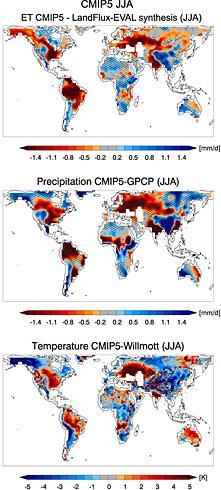 CMIP5 JJA
ET CMIP5 - LandFlux-EVAL synthesis (JJA)
-1.4 -1.1 -0.8 -0.5 -0.2 0.2 0.5 0.8 1.1 1.4 [mm/d]
Precipitation CMIP5-GPCP (JJA)
-1.4 -1.1 -0.8 -0.5 -0.2 0.2 0.5 0.8 1.1 1.4 [mm/d]
Temperature CMIP5-Willmott (JJA)
[K]
-5 -4 -3 -2 -1 0 1 2 3 4 5